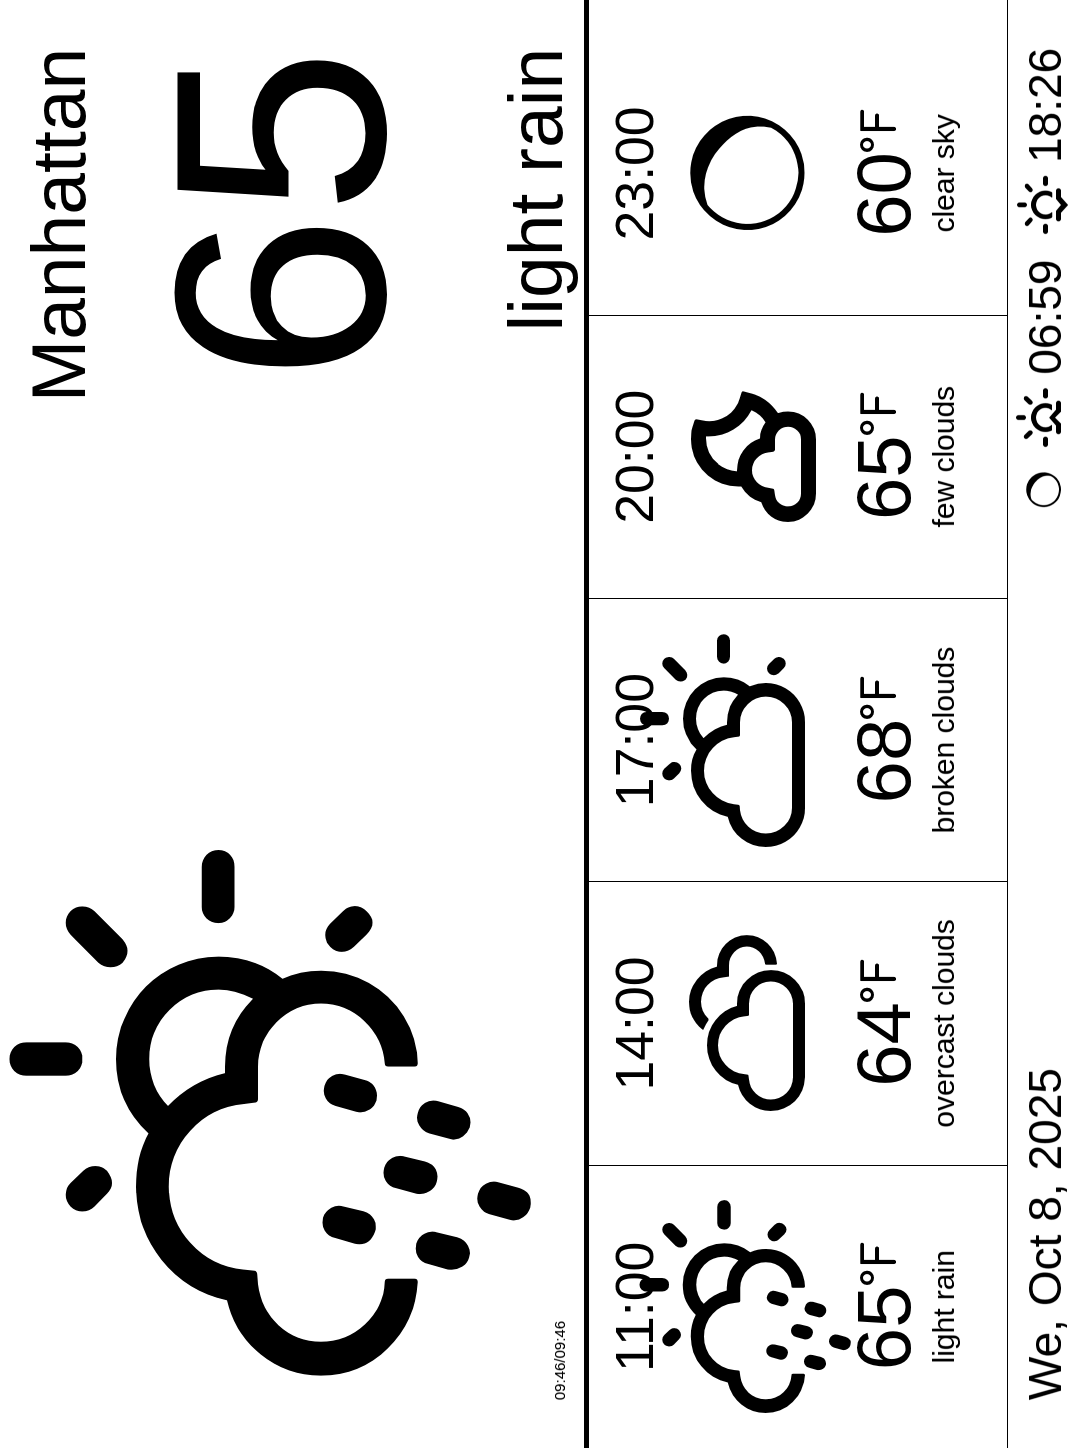 Manhattan
65
light rain
09:46/09:46
11:00
65°F
light rain
14:00
64°F
overcast clouds
17:00
68°F
broken clouds
20:00
65°F
few clouds
23:00
60°F
clear sky
We, Oct 8, 2025
06:59
18:26